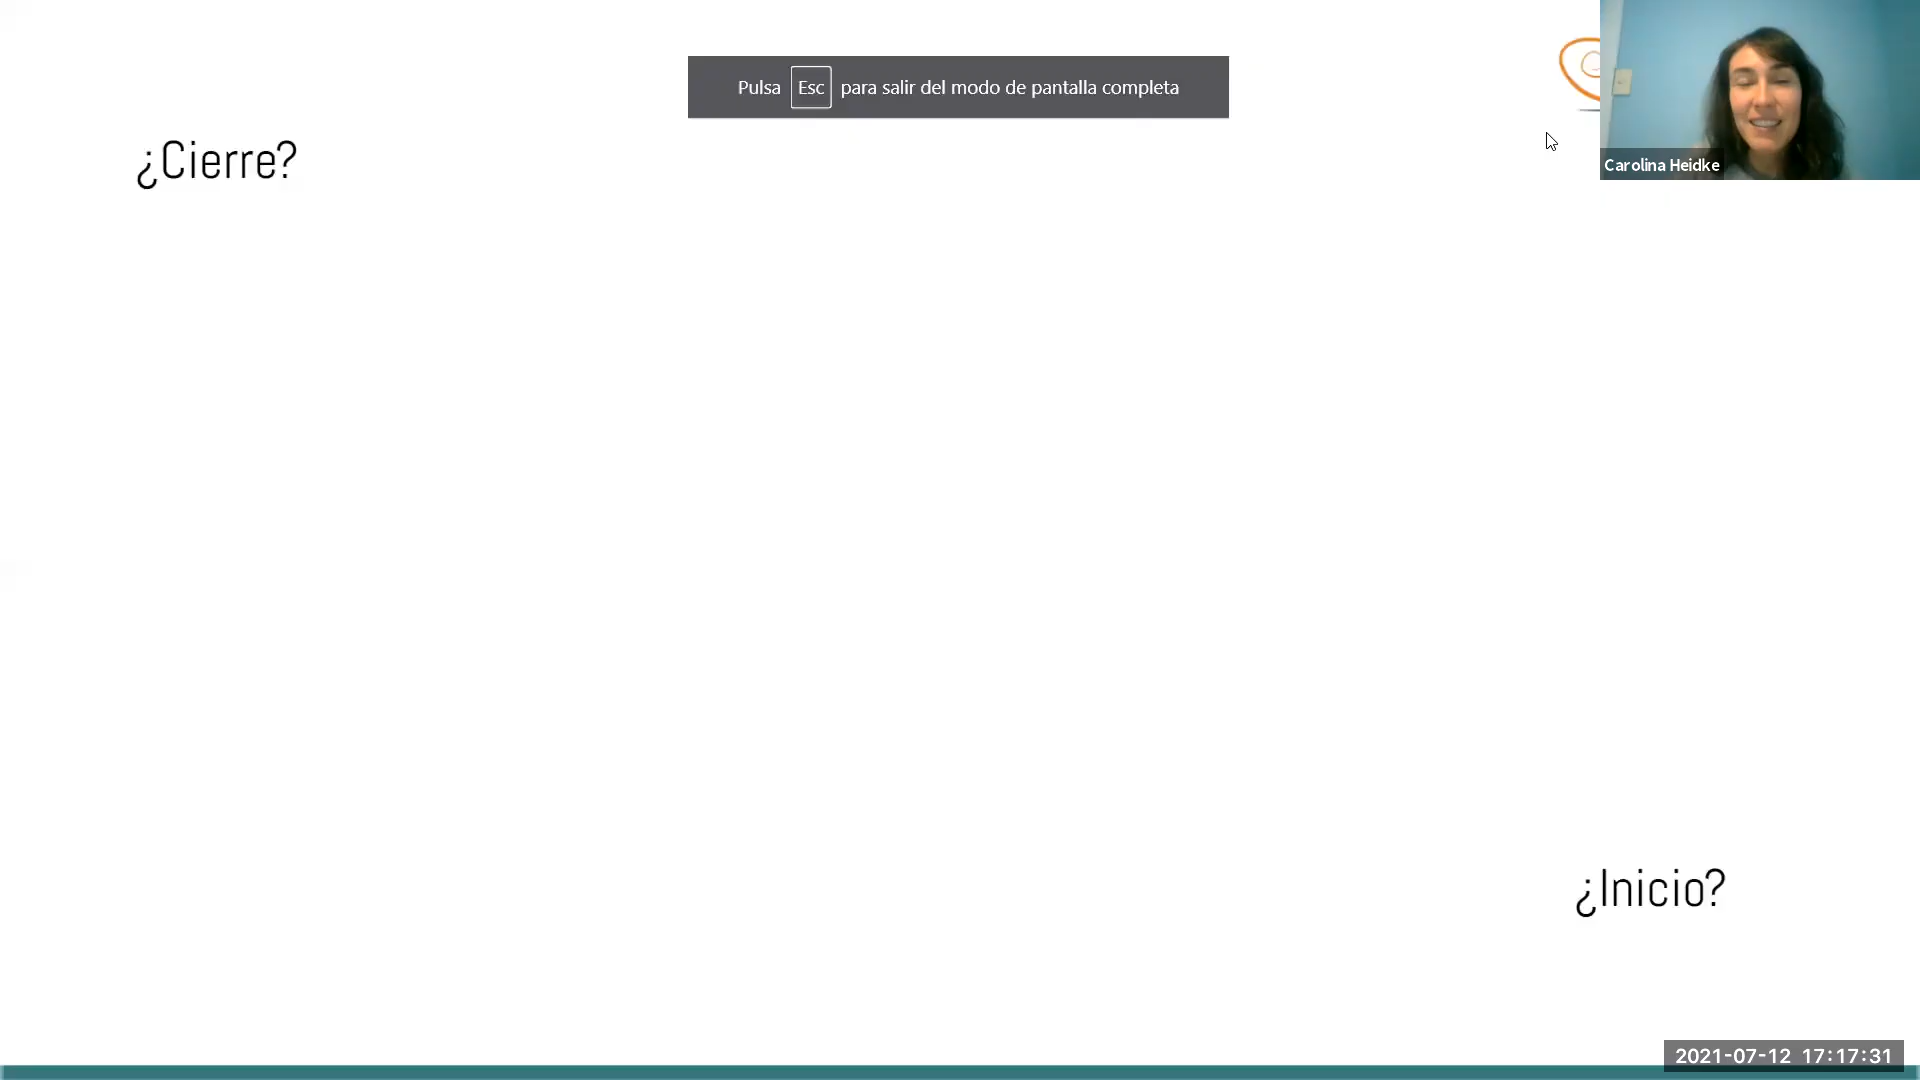 Pulsa Esc para salir del modo de pantalla completa
¿Cierre?
Carolina Heidke
¿Inicio?
2021-07-12 17:17:31